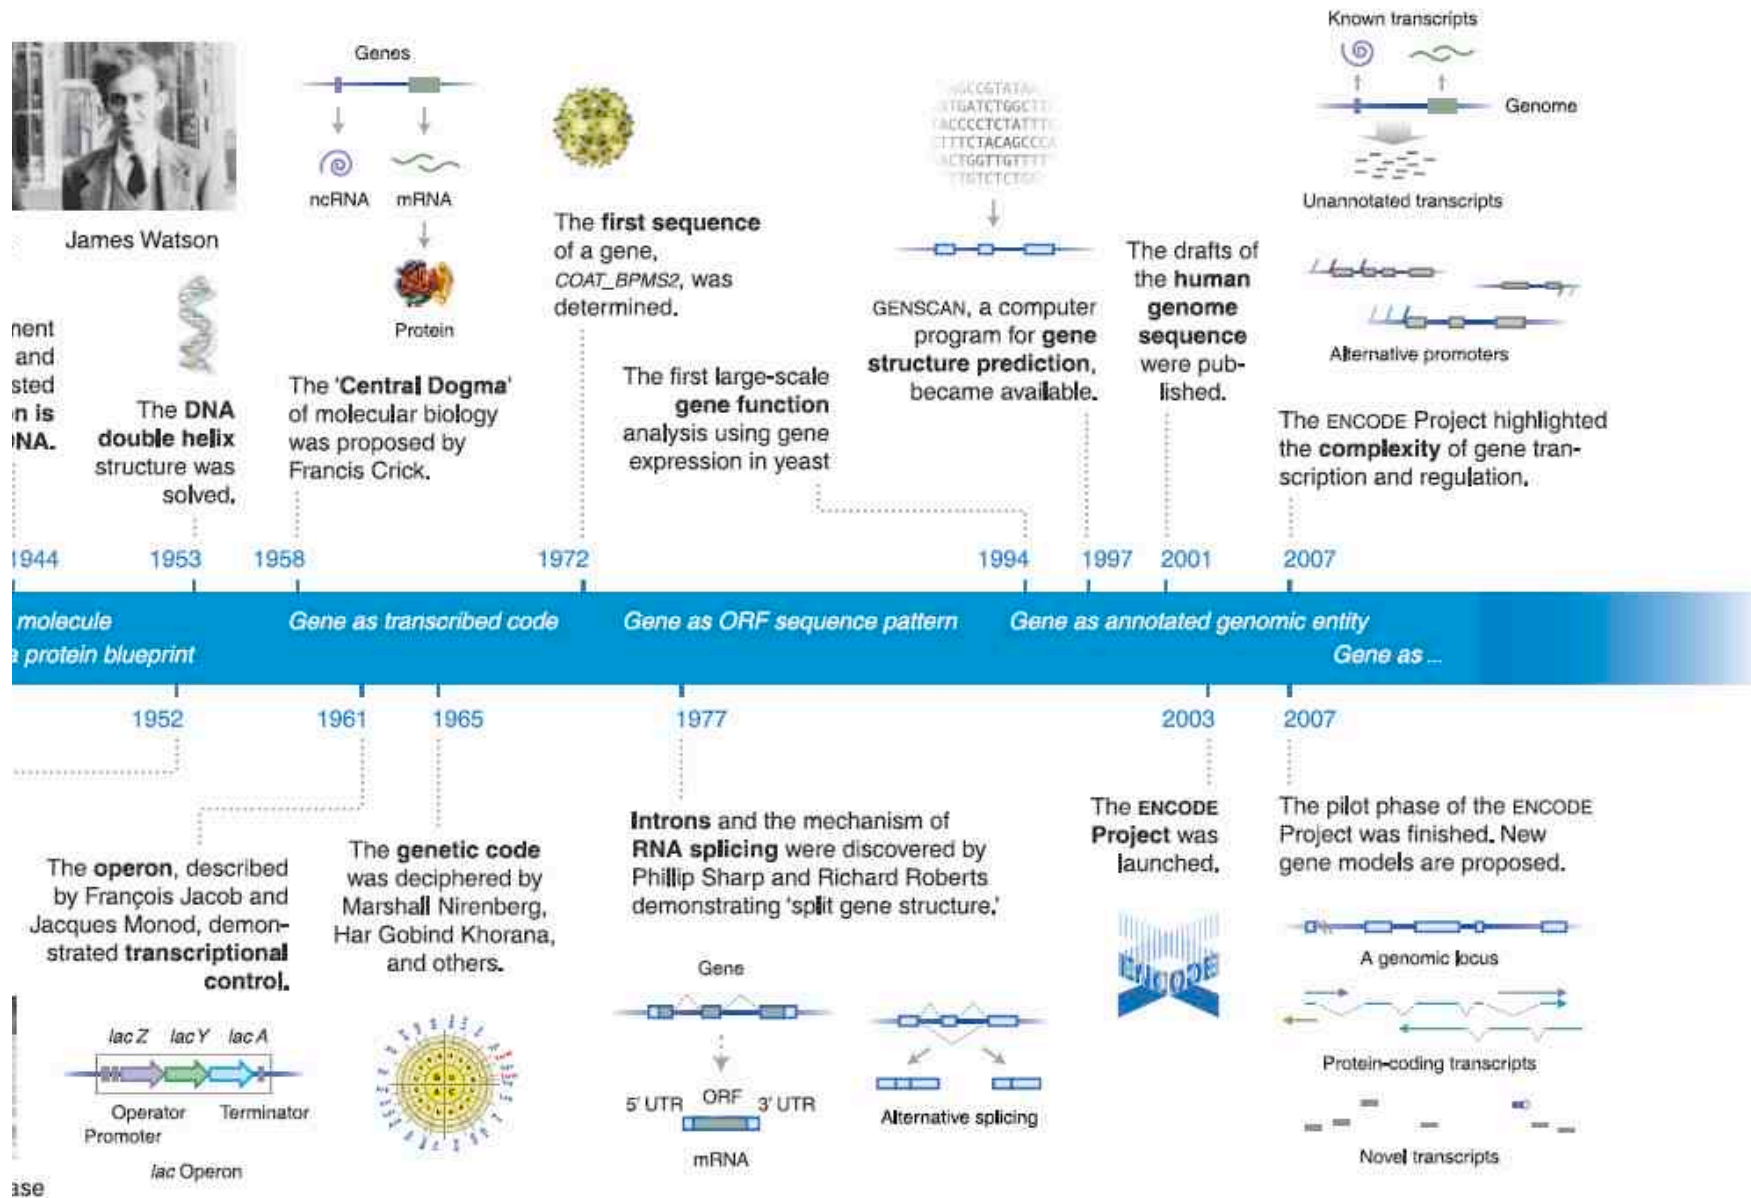 James Watson
and
DNA.
The DNA
double helix
structure was
solved.
Genes
ncRNA mRNA
Protein
The 'Central Dogma'
of molecular biology
was proposed by
Francis Crick.
The first sequence
of a gene,
COAT_BPMS2, was
determined.
The first large-scale
gene function
analysis using gene
expression in yeast
GENSCAN, a computer
program for gene
structure prediction,
became available.
The drafts of
the human
genome
sequence
were pub-
lished.
Known transcripts
Genome
Unannotated transcripts
Alternative promoters
The ENCODE Project highlighted
the complexity of gene tran-
scription and regulation.
1944 1953 1958 1972 1994 1997 2001 2007
molecule Gene as transcribed code Gene as ORF sequence pattern Gene as annotated genomic entity
protein blueprint Gene as ...
1952 1961 1965 1977 2003 2007
The operon, described
by François Jacob and
Jacques Monod, demon-
strated transcriptional
control.
lac Z lac Y lac A
Operator Terminator
Promoter
lac Operon
The genetic code
was deciphered by
Marshall Nirenberg,
Har Gobind Khorana,
and others.
Introns and the mechanism of
RNA splicing were discovered by
Phillip Sharp and Richard Roberts
demonstrating 'split gene structure.'
Gene
5' UTR ORF 3' UTR
mRNA
Alternative splicing
The ENCODE
Project was
launched.
ENCODE
The pilot phase of the ENCODE
Project was finished. New
gene models are proposed.
A genomic locus
Protein-coding transcripts
Novel transcripts